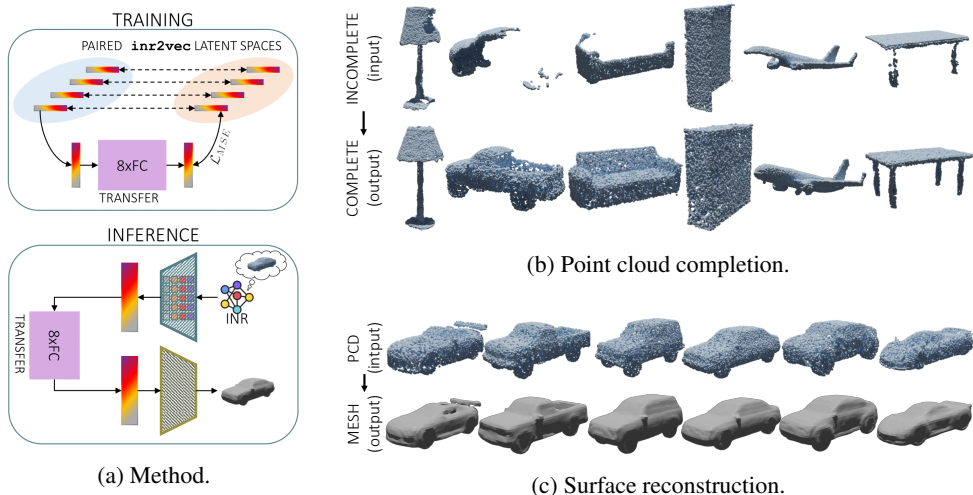 TRAINING
PAIRED inr2vec LATENT SPACES
ℒMSE
8xFC
TRANSFER
INFERENCE
INR
TRANSFER
8xFC
(a) Method.
INCOMPLETE
(input)
COMPLETE
(output)
(b) Point cloud completion.
PCD
(intput)
MESH
(output)
(c) Surface reconstruction.